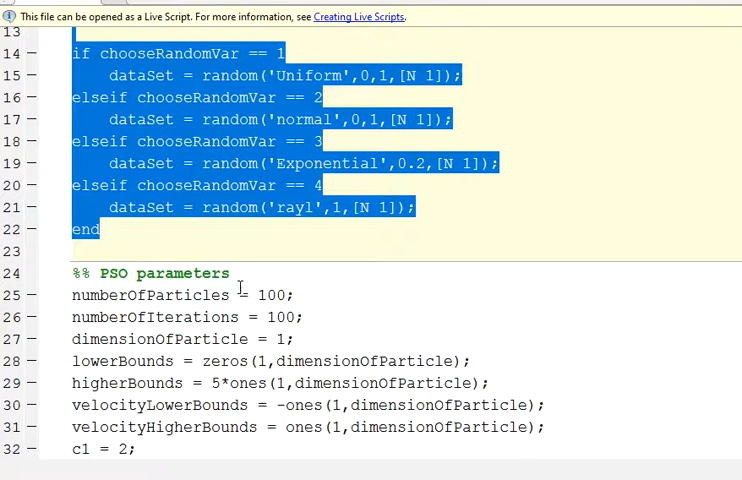 This file can be opened as a Live Script. For more information, see Creating Live Scripts.
13
14 – if chooseRandomVar == 1
15 – dataSet = random('Uniform',0,1,[N 1]);
16 – elseif chooseRandomVar == 2
17 – dataSet = random('normal',0,1,[N 1]);
18 – elseif chooseRandomVar == 3
19 – dataSet = random('Exponential',0.2,[N 1]);
20 – elseif chooseRandomVar == 4
21 – dataSet = random('rayl',1,[N 1]);
22 – end
23
24 %% PSO parameters
25 – numberOfParticles = 100;
26 – numberOfIterations = 100;
27 – dimensionOfParticle = 1;
28 – lowerBounds = zeros(1,dimensionOfParticle);
29 – higherBounds = 5*ones(1,dimensionOfParticle);
30 – velocityLowerBounds = -ones(1,dimensionOfParticle);
31 – velocityHigherBounds = ones(1,dimensionOfParticle);
32 – c1 = 2;